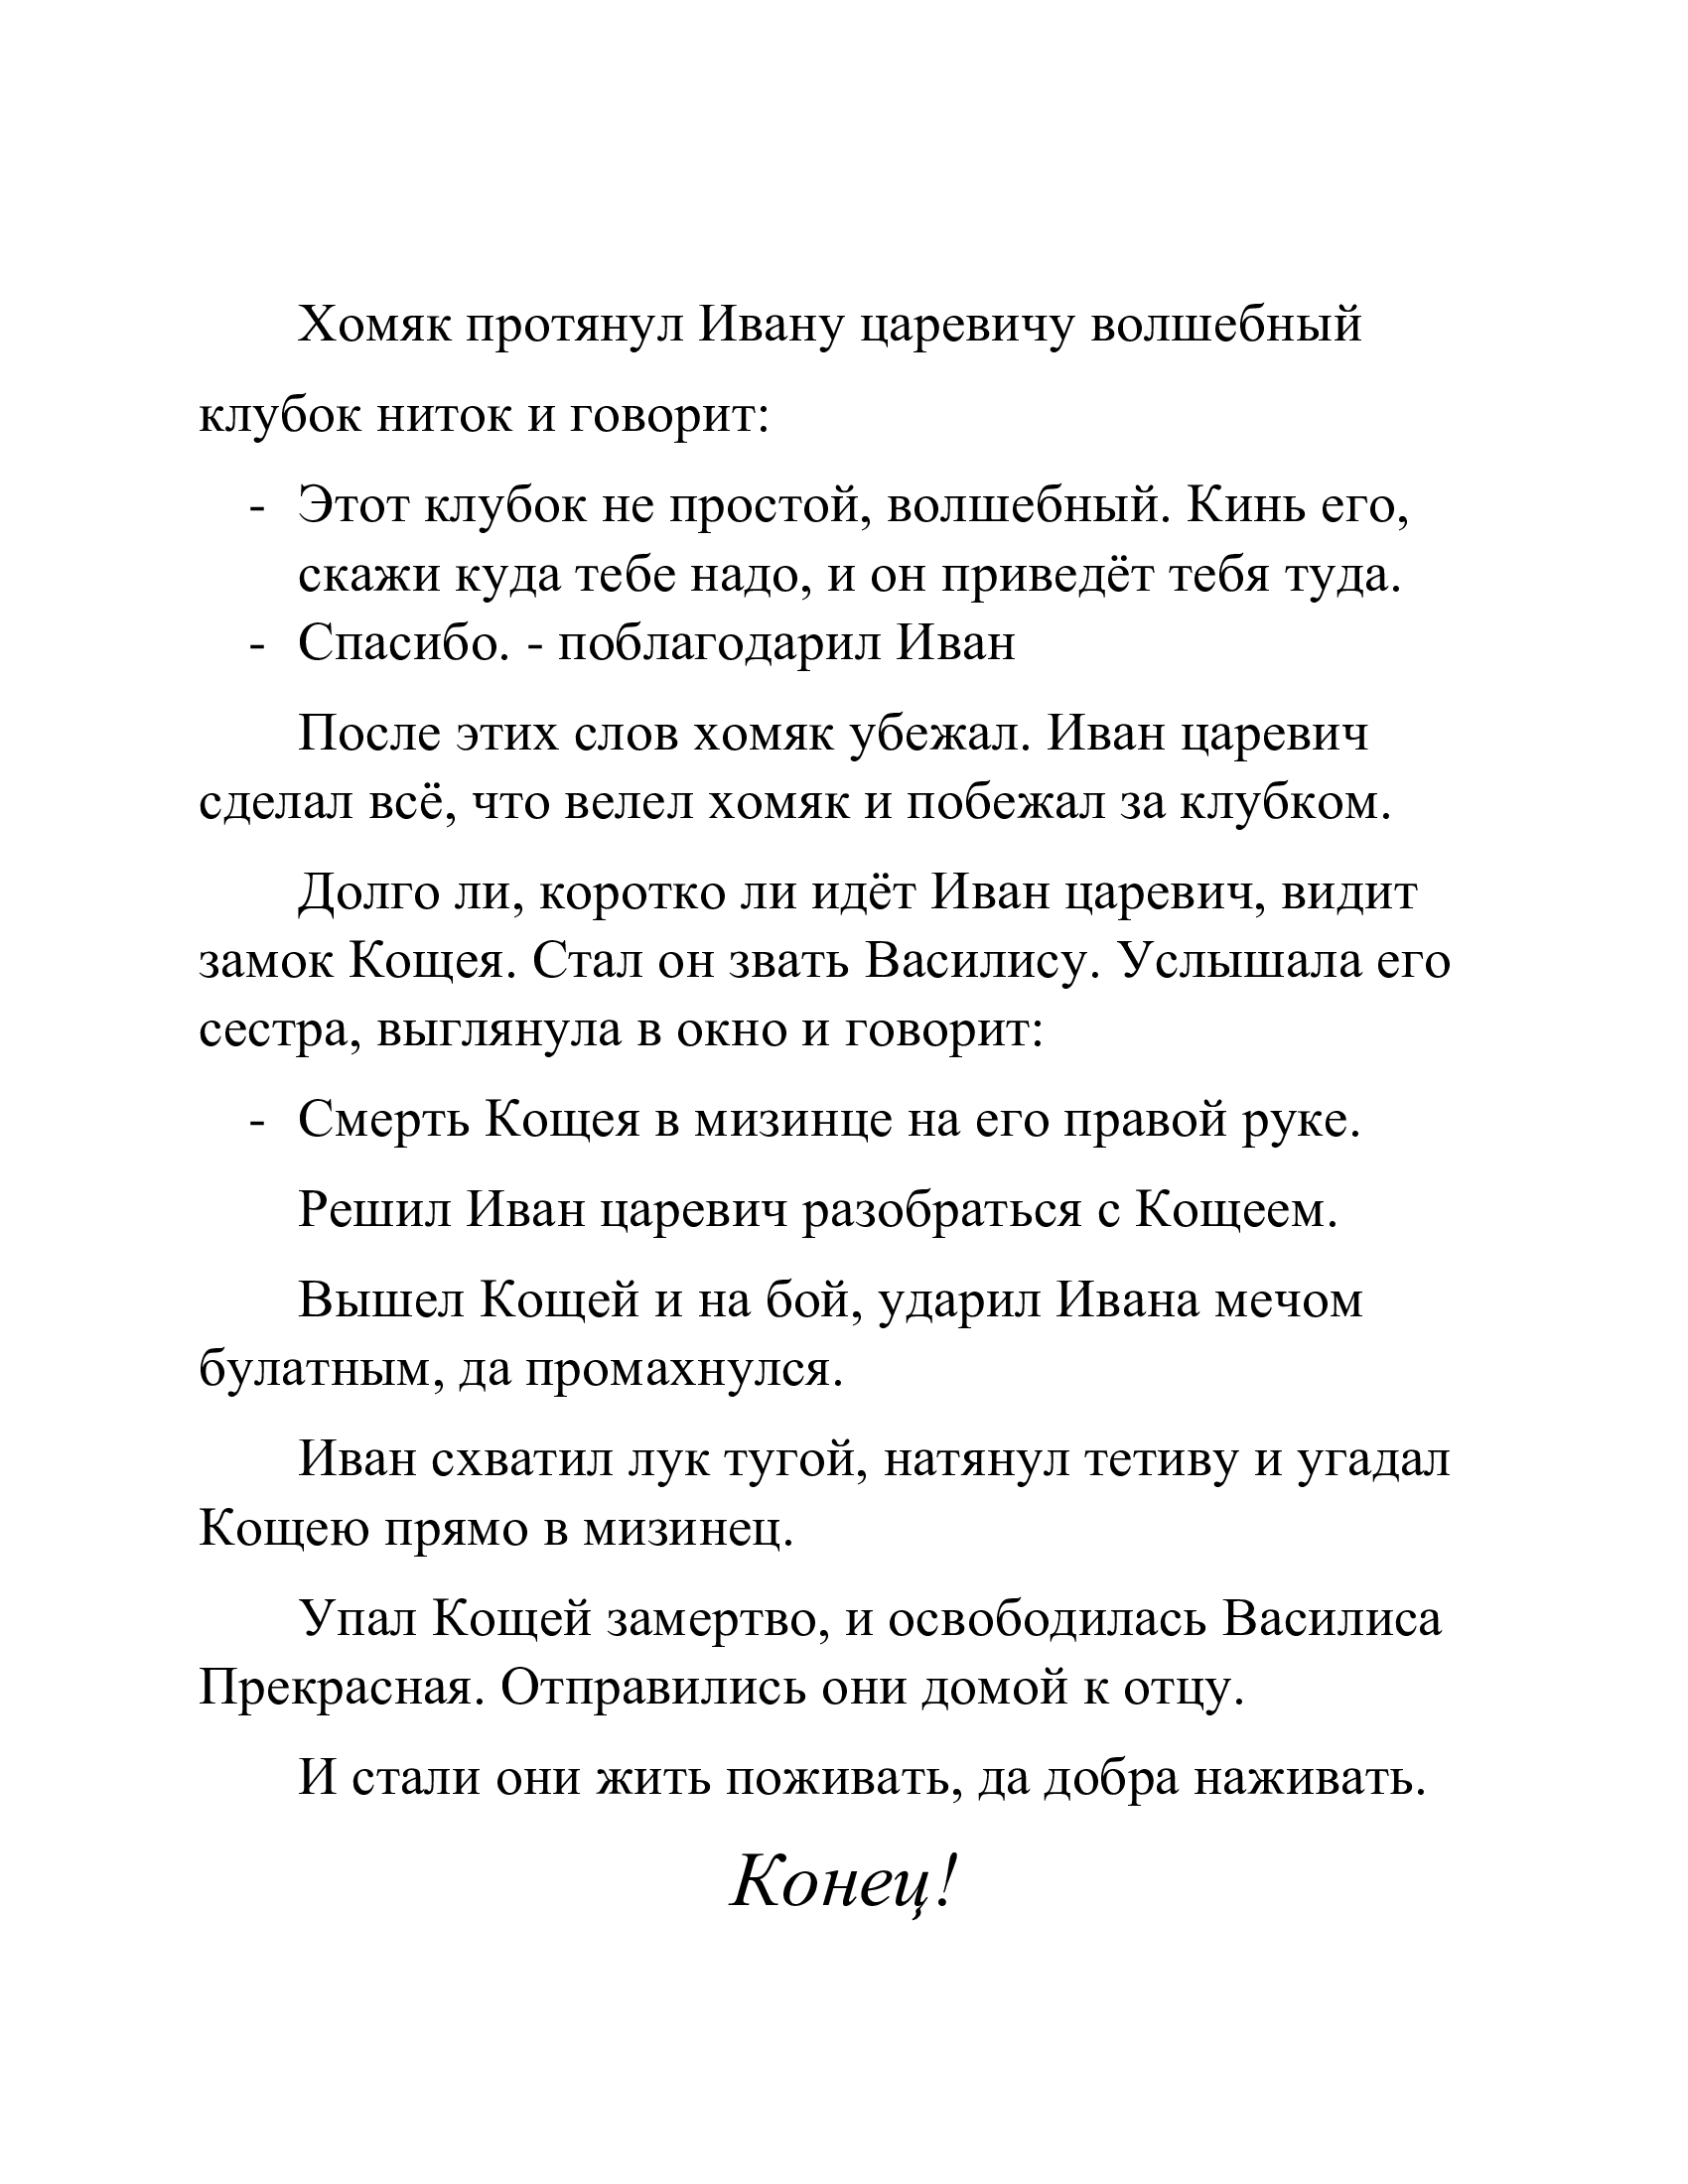 Хомяк протянул Ивану царевичу волшебный
клубок ниток и говорит:
- Этот клубок не простой, волшебный. Кинь его,
скажи куда тебе надо, и он приведёт тебя туда.
- Спасибо. - поблагодарил Иван
После этих слов хомяк убежал. Иван царевич
сделал всё, что велел хомяк и побежал за клубком.
Долго ли, коротко ли идёт Иван царевич, видит
замок Кощея. Стал он звать Василису. Услышала его
сестра, выглянула в окно и говорит:
- Смерть Кощея в мизинце на его правой руке.
Решил Иван царевич разобраться с Кощеем.
Вышел Кощей и на бой, ударил Ивана мечом
булатным, да промахнулся.
Иван схватил лук тугой, натянул тетиву и угадал
Кощею прямо в мизинец.
Упал Кощей замертво, и освободилась Василиса
Прекрасная. Отправились они домой к отцу.
И стали они жить поживать, да добра наживать.
Конец!